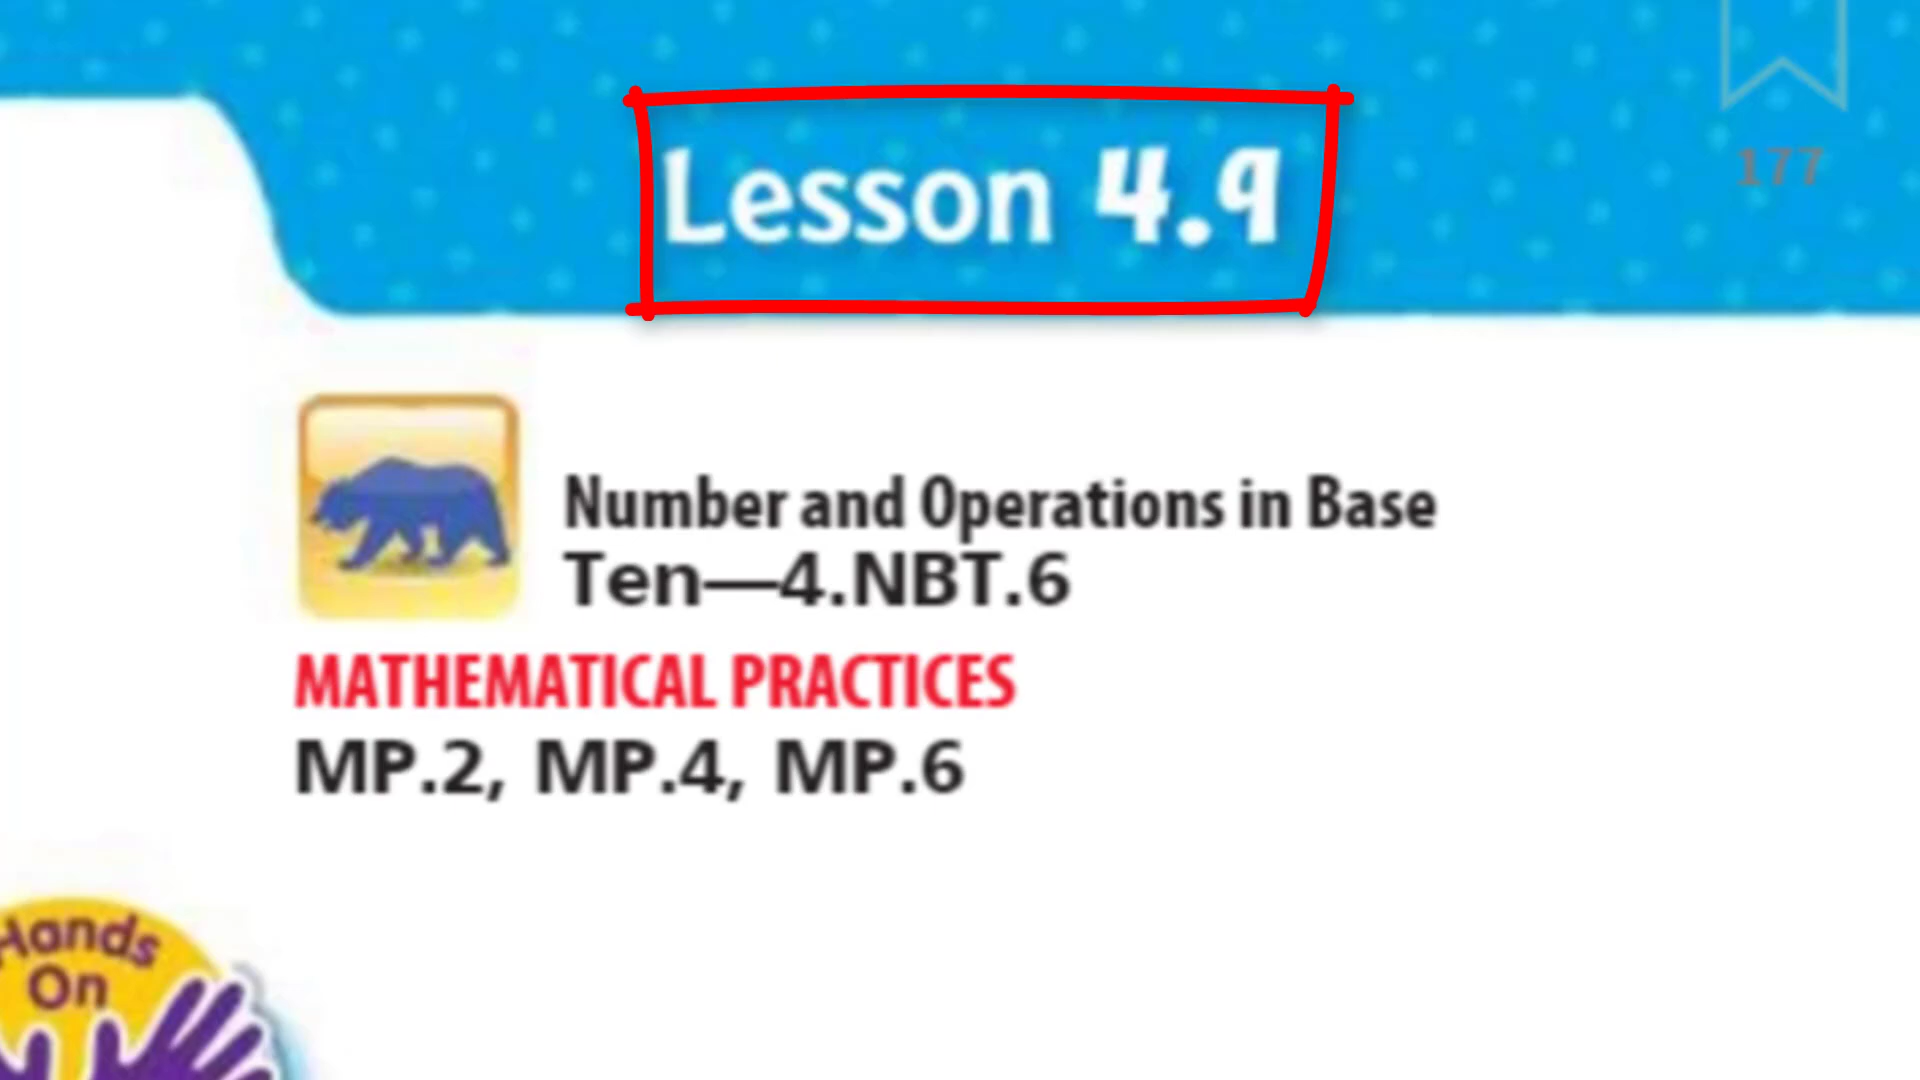 Lesson 4.9
177
Number and Operations in Base
Ten—4.NBT.6
MATHEMATICAL PRACTICES
MP.2, MP.4, MP.6
Hands
On